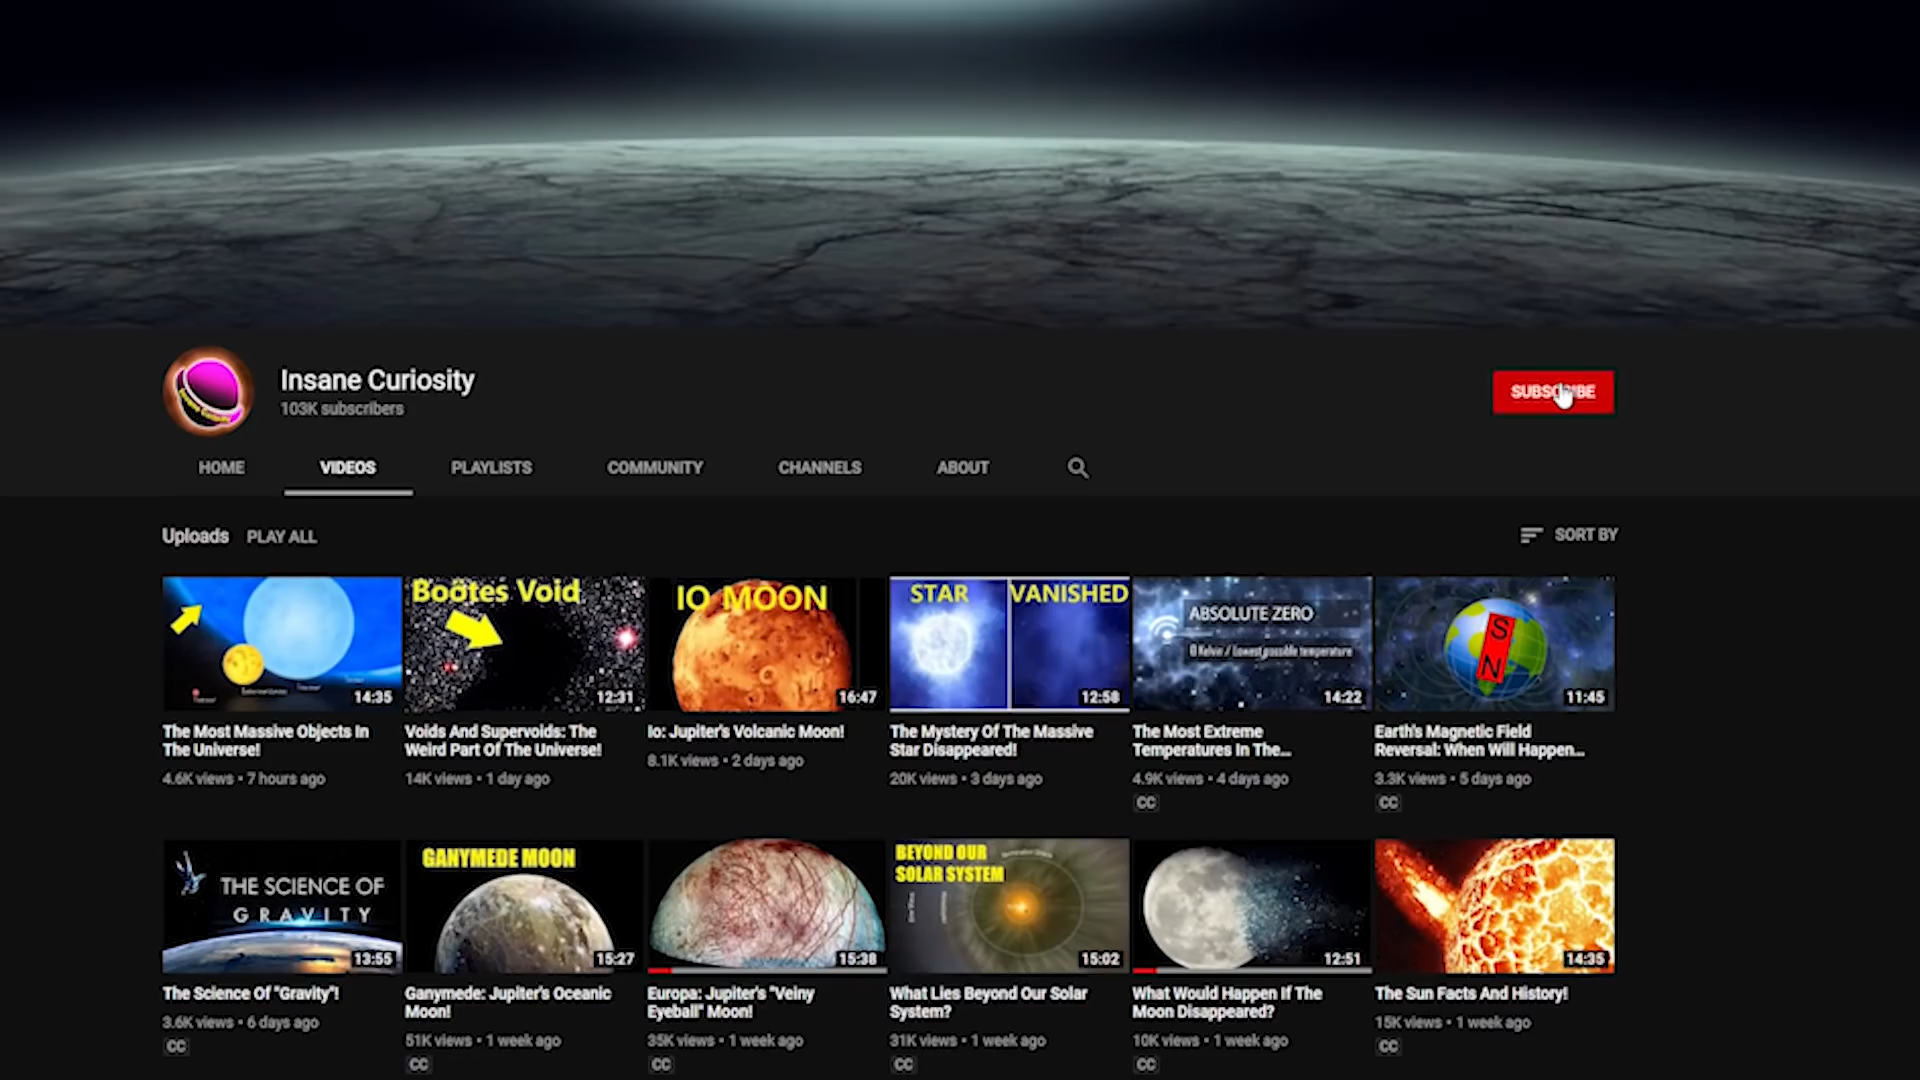 Insane Curiosity
103K subscribers
SUBSCRIBE
HOME VIDEOS PLAYLISTS COMMUNITY CHANNELS ABOUT
Uploads PLAY ALL
SORT BY
14:35
Bootes Void
12:31
IO MOON
16:47
STAR VANISHED
12:58
ABSOLUTE ZERO
0 Kelvin / Lowest possible temperature
14:22
S
N
11:45
The Most Massive Objects In
The Universe!
4.6K views • 7 hours ago
Voids And Supervoids: The
Weird Part Of The Universe!
14K views • 1 day ago
Io: Jupiter's Volcanic Moon!
8.1K views • 2 days ago
The Mystery Of The Massive
Star Disappeared!
20K views • 3 days ago
The Most Extreme
Temperatures In The...
4.9K views • 4 days ago
CC
Earth's Magnetic Field
Reversal: When Will Happen...
3.3K views • 5 days ago
CC
THE SCIENCE OF
GRAVITY
13:55
GANYMEDE MOON
15:27
15:38
BEYOND OUR
SOLAR SYSTEM
15:02
12:51
14:35
The Science Of "Gravity"!
3.6K views • 6 days ago
CC
Ganymede: Jupiter's Oceanic
Moon!
51K views • 1 week ago
CC
Europa: Jupiter's "Veiny
Eyeball" Moon!
35K views • 1 week ago
CC
What Lies Beyond Our Solar
System?
31K views • 1 week ago
CC
What Would Happen If The
Moon Disappeared?
10K views • 1 week ago
CC
The Sun Facts And History!
15K views • 1 week ago
CC